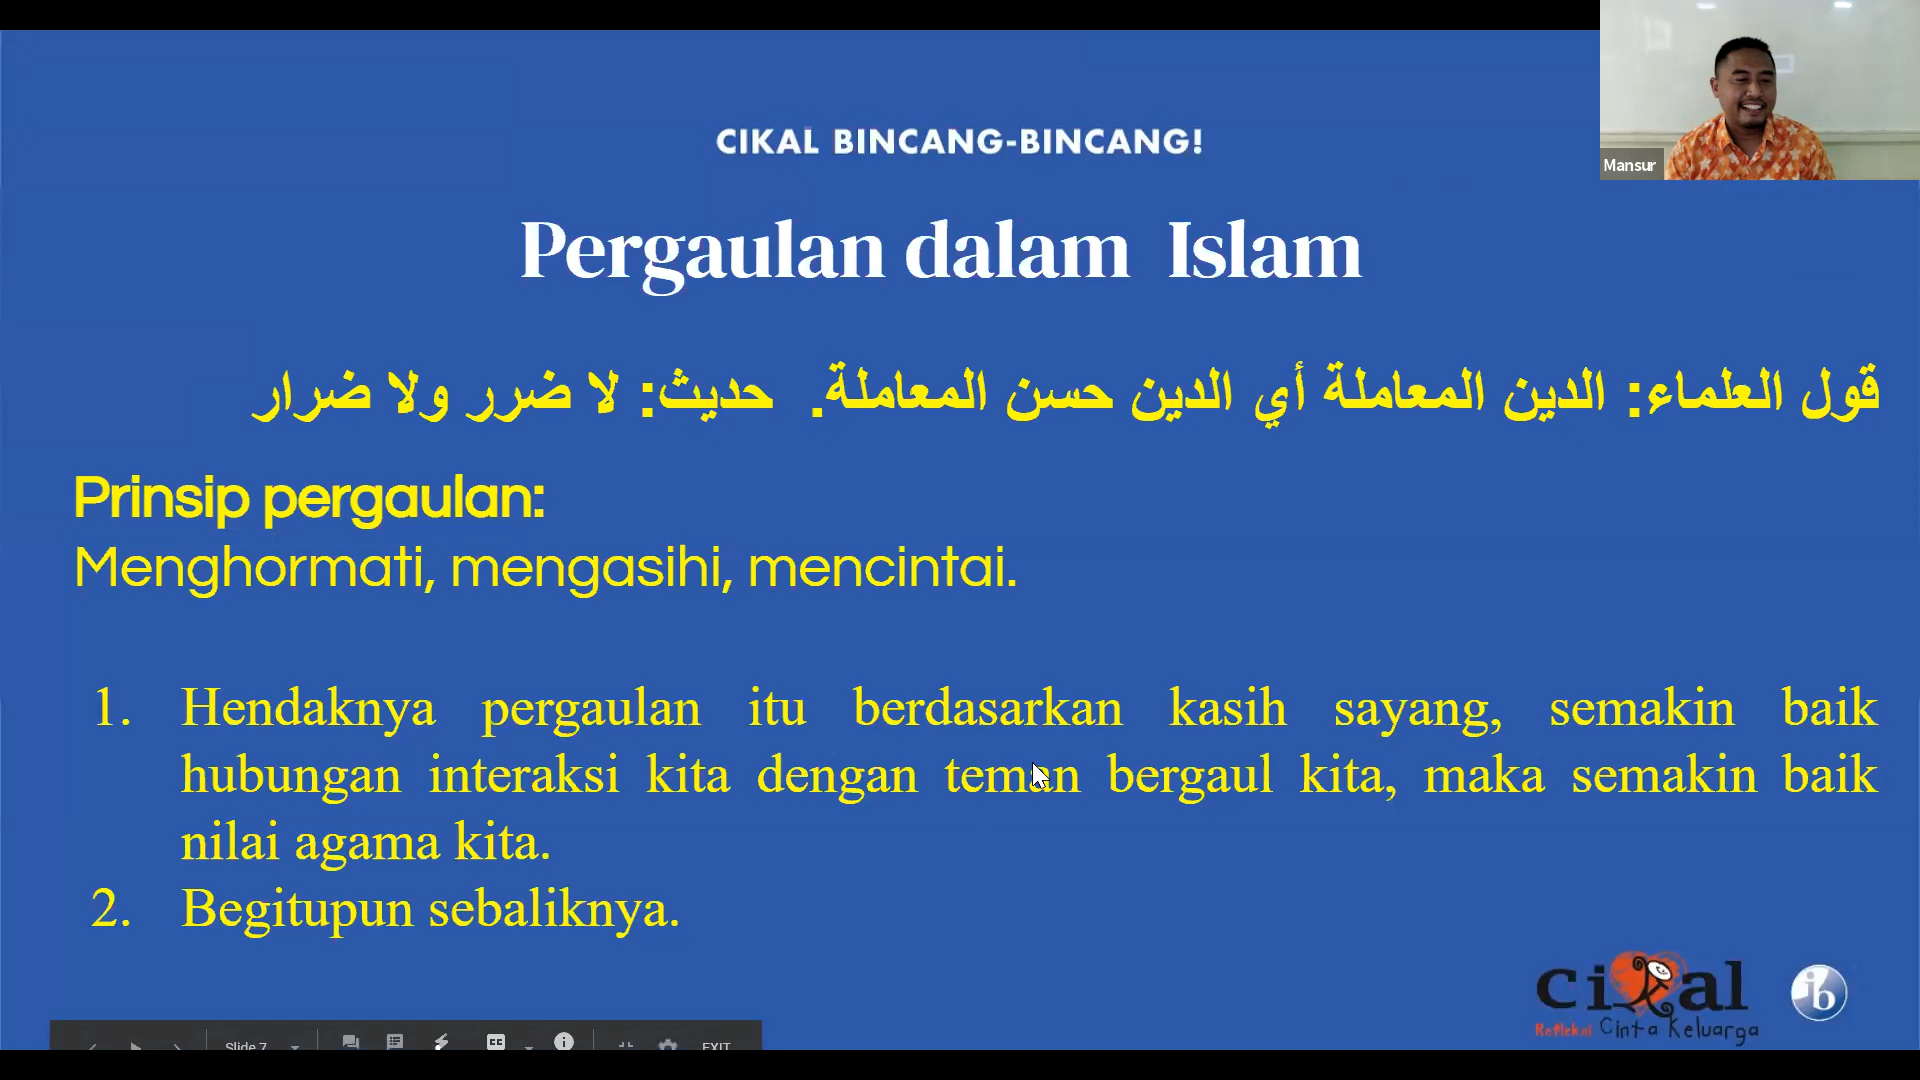 CIKAL BINCANG-BINCANG!
Mansur
Pergaulan dalam Islam
قول العلماء: الدين المعاملة أي الدين حسن المعاملة. حديث: لا ضرر ولا ضرار
Prinsip pergaulan:
Menghormati, mengasihi, mencintai.
1. Hendaknya pergaulan itu berdasarkan kasih sayang, semakin baik
hubungan interaksi kita dengan teman bergaul kita, maka semakin baik
nilai agama kita.
2. Begitupun sebaliknya.
cikal
Refleksi Cinta Keluarga
ib
Slide 7
CC
EXIT